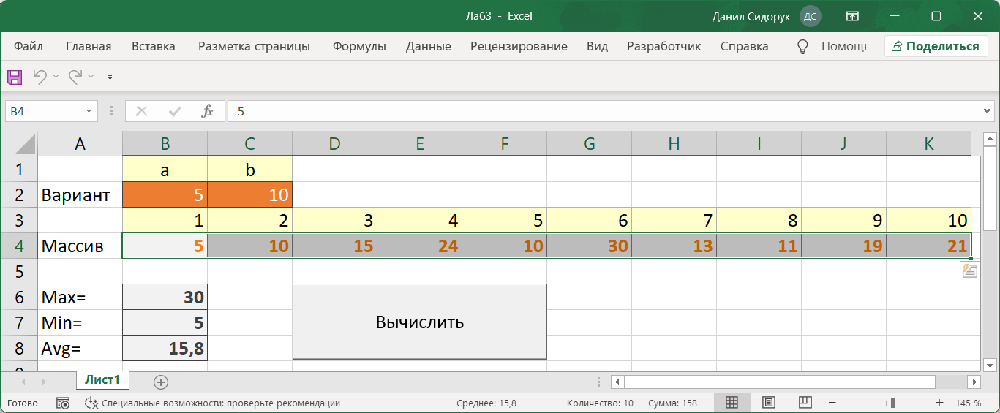 Лаб3 - Excel
Данил Сидорук ДС
Файл Главная Вставка Разметка страницы Формулы Данные Рецензирование Вид Разработчик Справка Помощь Поделиться
B4 fx 5
A B C D E F G H I J K
1 a b
2 Вариант 5 10
3 1 2 3 4 5 6 7 8 9 10
4 Массив 5 10 15 24 10 30 13 11 19 21
5
6 Max= 30
7 Min= 5
8 Avg= 15,8
Вычислить
Лист1
Готово Специальные возможности: проверьте рекомендации Среднее: 15,8 Количество: 10 Сумма: 158 145 %